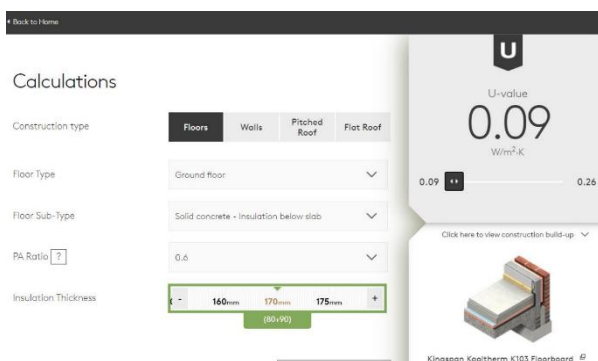 Back to Home
Calculations
Construction type
Floors
Walls
Pitched
Roof
Flat Roof
Floor Type
Ground floor
Floor Sub-Type
Solid concrete - Insulation below slab
PA Ratio ?
0.6
Insulation Thickness
- 160mm 170mm 175mm +
(80+90)
U
U-value
0.09
W/m²·K
0.09
0.26
Click here to view construction build-up
Kingspan Kooltherm K103 Floorboard